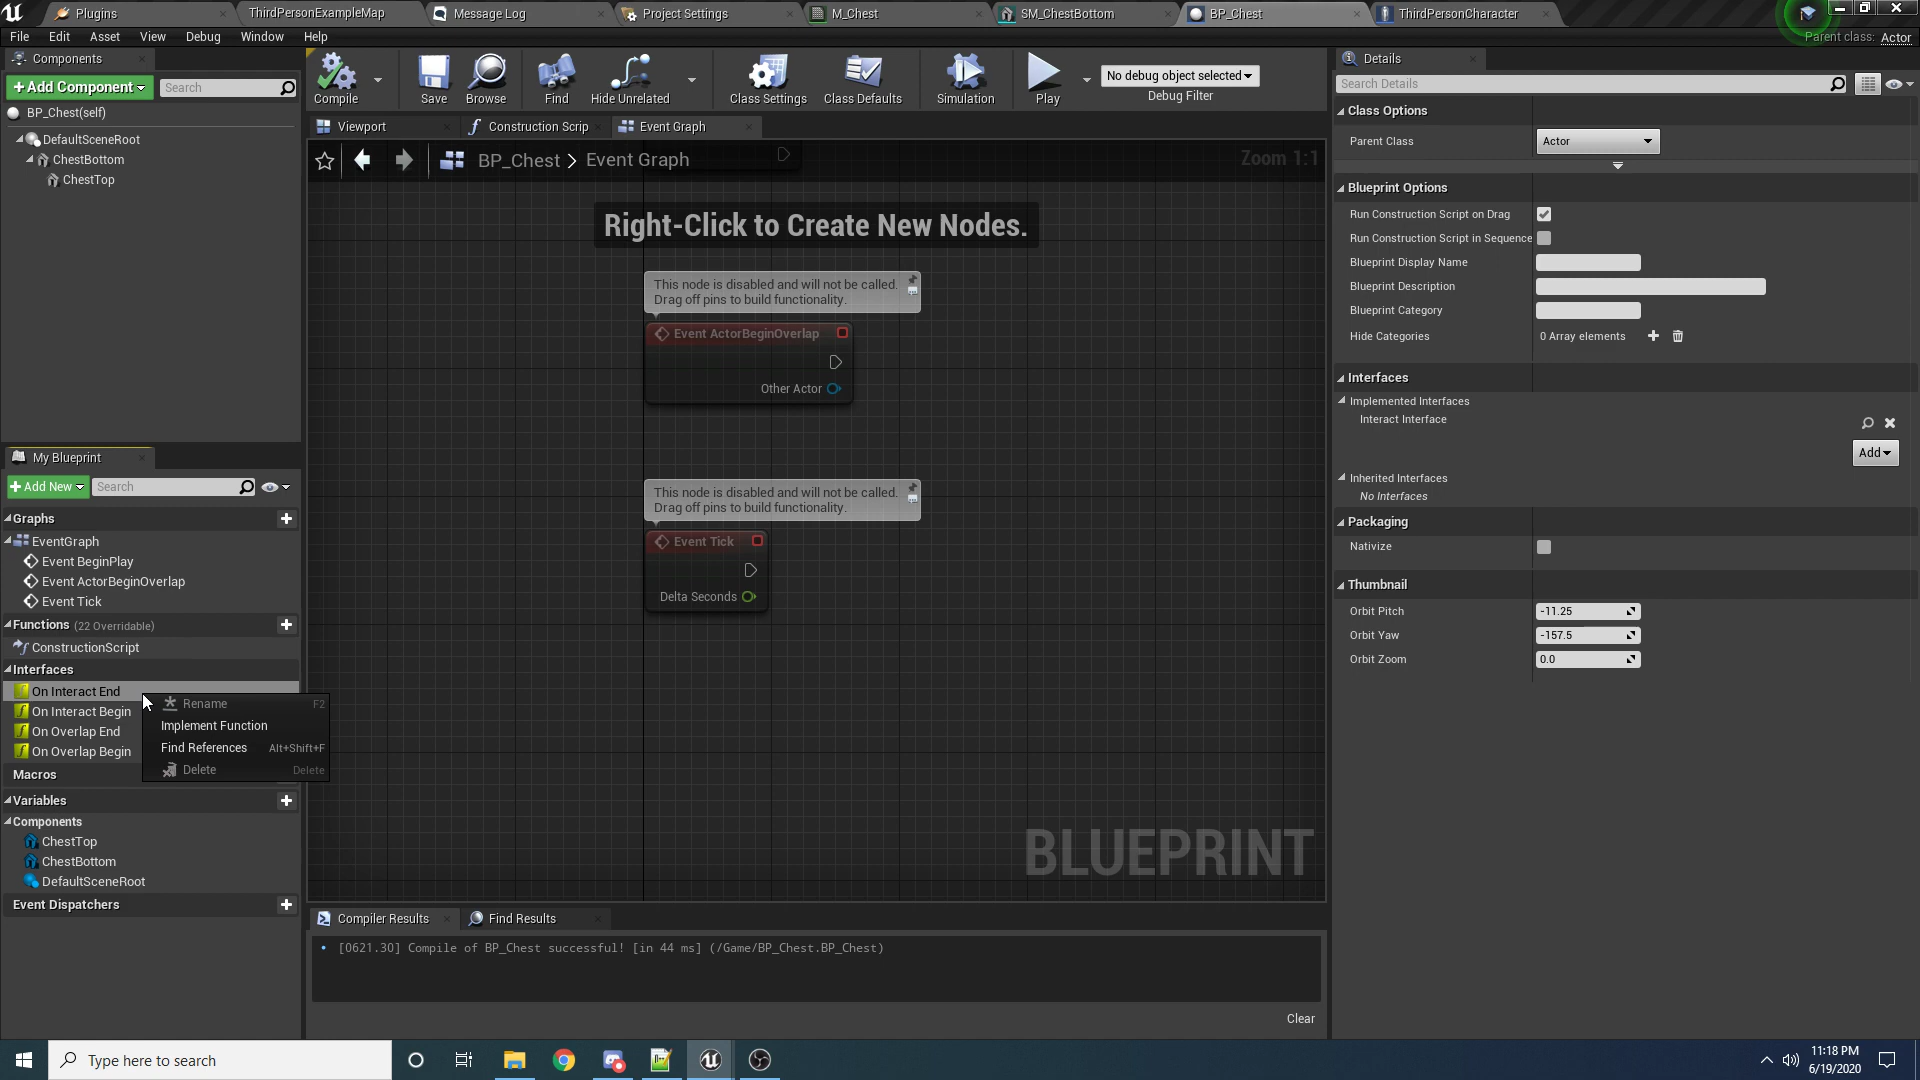 Plugins
ThirdPersonExampleMap
Message Log
Project Settings
M_Chest
SM_ChestBottom
BP_Chest
ThirdPersonCharacter
File Edit Asset View Debug Window Help
Parent class: Actor
Components
+Add Component
Search
BP_Chest(self)
DefaultSceneRoot
ChestBottom
ChestTop
Compile
Save
Browse
Find
Hide Unrelated
Class Settings
Class Defaults
Simulation
Play
No debug object selected
Debug Filter
Viewport
Construction Scrip
Event Graph
BP_Chest > Event Graph
Zoom 1:1
Right-Click to Create New Nodes.
This node is disabled and will not be called.
Drag off pins to build functionality.
Event ActorBeginOverlap
Other Actor
This node is disabled and will not be called.
Drag off pins to build functionality.
Event Tick
Delta Seconds
BLUEPRINT
My Blueprint
+Add New
Search
Graphs
EventGraph
Event BeginPlay
Event ActorBeginOverlap
Event Tick
Functions (22 Overridable)
ConstructionScript
Interfaces
On Interact End
On Interact Begin
On Overlap End
On Overlap Begin
Macros
Variables
Components
ChestTop
ChestBottom
DefaultSceneRoot
Event Dispatchers
Rename F2
Implement Function
Find References Alt+Shift+F
Delete Delete
Compiler Results
Find Results
[0621.30] Compile of BP_Chest successful! [in 44 ms] (/Game/BP_Chest.BP_Chest)
Clear
Details
Search Details
Class Options
Parent Class Actor
Blueprint Options
Run Construction Script on Drag
Run Construction Script in Sequence
Blueprint Display Name
Blueprint Description
Blueprint Category
Hide Categories 0 Array elements
Interfaces
Implemented Interfaces
Interact Interface
Add
Inherited Interfaces
No Interfaces
Packaging
Nativize
Thumbnail
Orbit Pitch -11.25
Orbit Yaw -157.5
Orbit Zoom 0.0
Type here to search
11:18 PM
6/19/2020